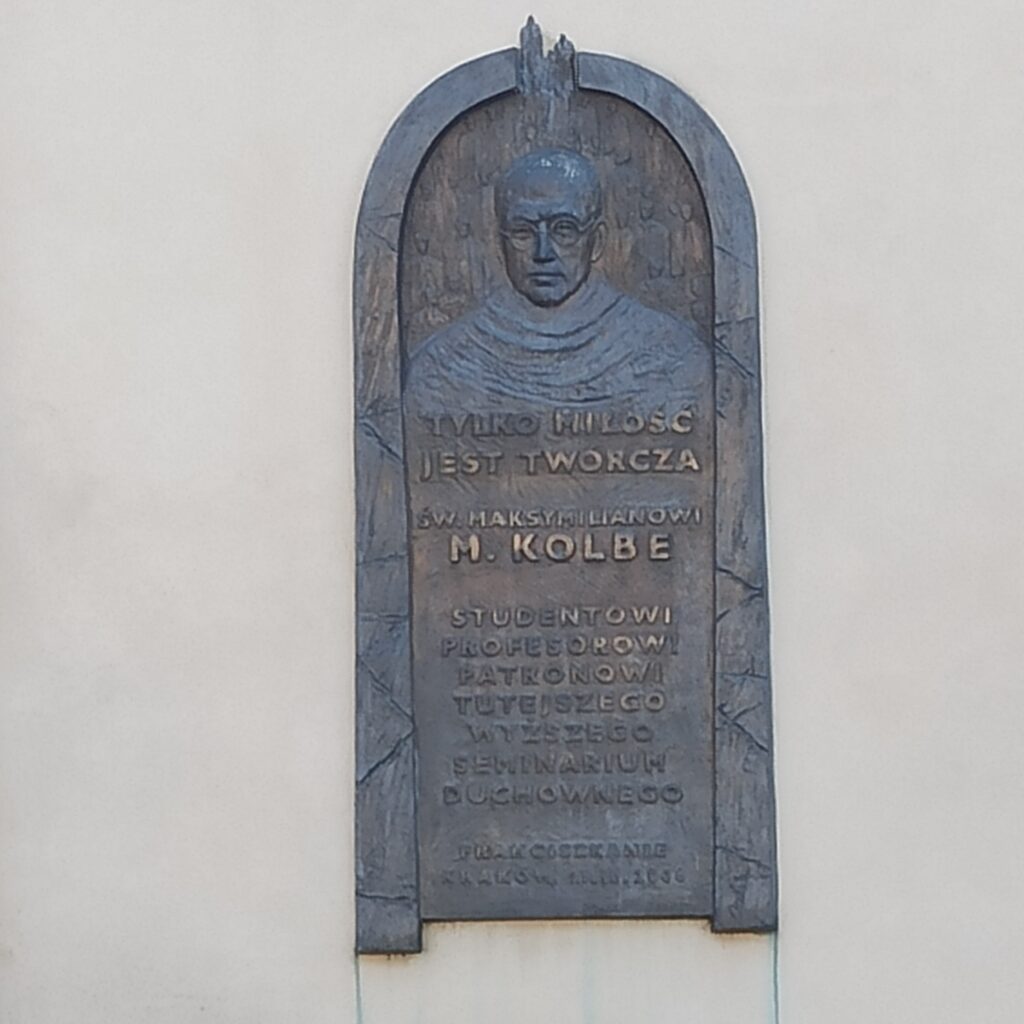 TYLKO MIŁOŚĆ
JEST TWÓRCZA
ŚW. MAKSYMILIANOWI
M. KOLBE
STUDENTOWI
PROFESOROWI
PATRONOWI
TUTEJSZEGO
WYŻSZEGO
SEMINARIUM
DUCHOWNEGO
FRANCISZKANIE
KRAKÓW,